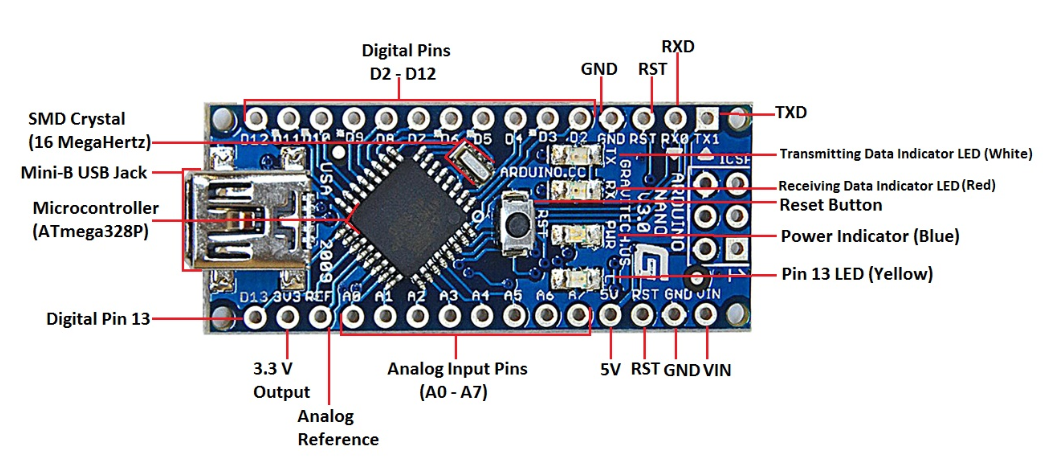 Digital Pins
D2 - D12
RXD
GND
RST
TXD
SMD Crystal
(16 MegaHertz)
Mini-B USB Jack
Microcontroller
(ATmega328P)
Transmitting Data Indicator LED (White)
Receiving Data Indicator LED (Red)
Reset Button
Power Indicator (Blue)
Pin 13 LED (Yellow)
D12 D11 D10 D9 D8 D7 D6 D5 D4 D3 D2 GND RST RX0 TX1
TX
RX
PWR
L
RST
ARDUINO.CC
GRAVITECH.US
ARDUINO
NANO
V3.0
ICSP
1
USA
2009
G
D13 3V3 REF A0 A1 A2 A3 A4 A5 A6 A7 5V RST GND VIN
Digital Pin 13
3.3 V
Output
Analog
Reference
Analog Input Pins
(A0 - A7)
5V
RST
GND
VIN